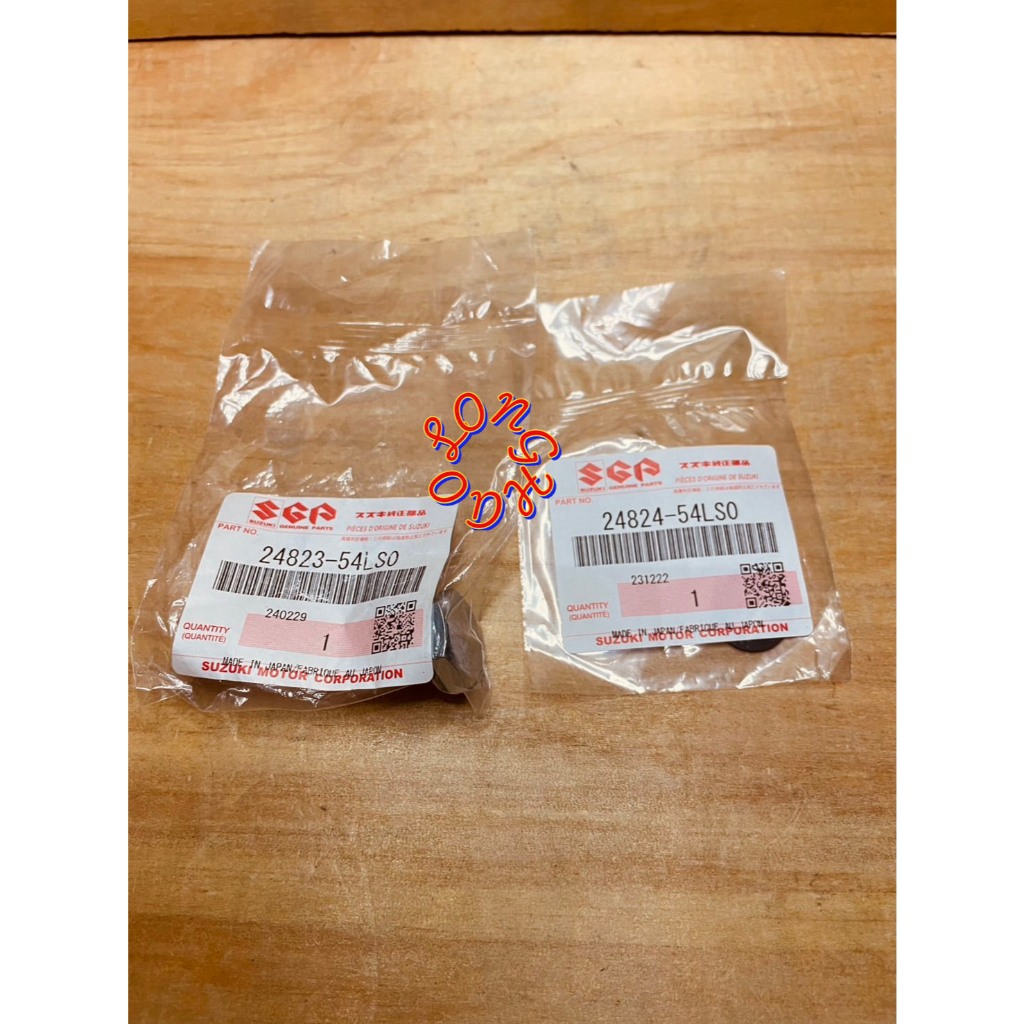 SGP スズキ純正部品
SUZUKI GENUINE PARTS PIÈCES D'ORIGINE DE SUZUKI
PART NO.
24823-54LS0
240229
QUANTITY
(QUANTITÉ)
1
MADE IN JAPAN/FABRIQUE AU JAPON
SUZUKI MOTOR CORPORATION
SGP スズキ純正部品
SUZUKI GENUINE PARTS PIÈCES D'ORIGINE DE SUZUKI
PART NO.
24824-54LS0
231222
QUANTITY
(QUANTITÉ)
1
MADE IN JAPAN/FABRIQUE AU JAPON
SUZUKI MOTOR CORPORATION